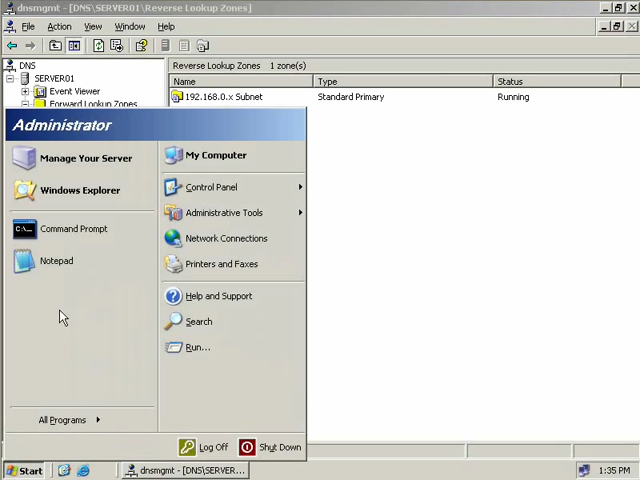 dnsmgmt - [DNS\SERVER01\Reverse Lookup Zones]
File Action View Window Help
DNS
SERVER01
Event Viewer
Forward Lookup Zones
Reverse Lookup Zones 1 zone(s)
Name Type Status
192.168.0.x Subnet Standard Primary Running
Administrator
Manage Your Server
Windows Explorer
Command Prompt
Notepad
All Programs
My Computer
Control Panel
Administrative Tools
Network Connections
Printers and Faxes
Help and Support
Search
Run...
Log Off Shut Down
Start dnsmgmt - [DNS\SERVER... 1:35 PM